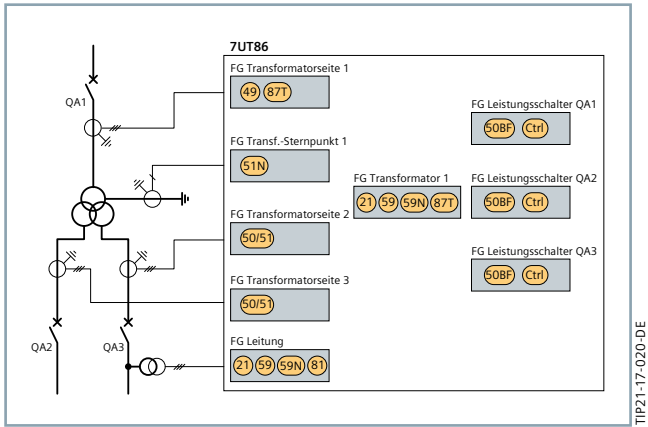 7UT86
FG Transformatorseite 1
49 87T
QA1
FG Leistungsschalter QA1
50BF Ctrl
FG Transf.-Sternpunkt 1
51N
FG Transformator 1
21 59 59N 87T
FG Leistungsschalter QA2
50BF Ctrl
FG Transformatorseite 2
50/51
FG Leistungsschalter QA3
50BF Ctrl
FG Transformatorseite 3
50/51
QA2
QA3
FG Leitung
21 59 59N 81
TIP21-17-020-DE